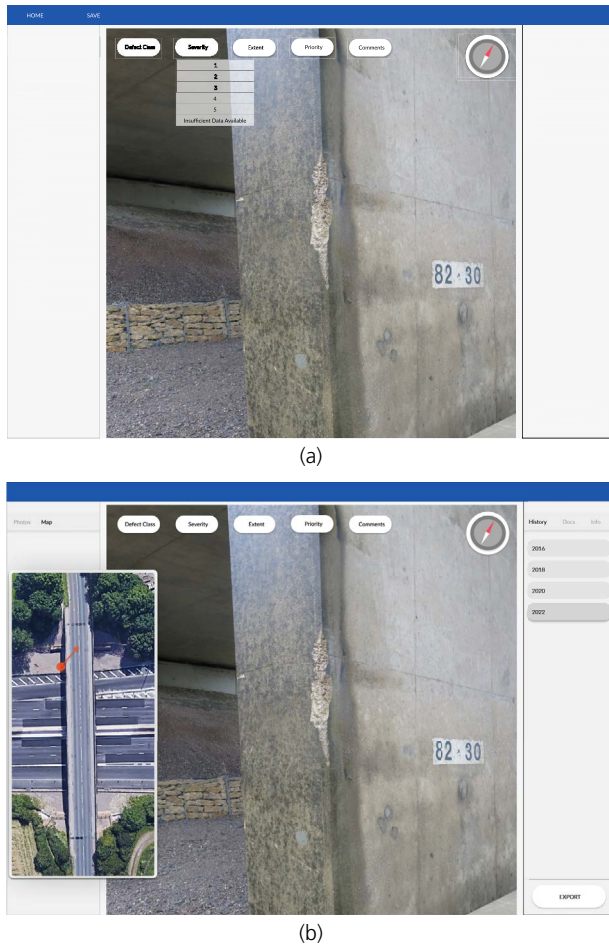 HOME SAVE
Defect Class Severity Extent Priority Comments
1
2
3
4
5
Insufficient Data Available
82·30
(a)
Photos Map
Defect Class Severity Extent Priority Comments
History Docs Info.
2016
2018
2020
2022
82·30
EXPORT
(b)